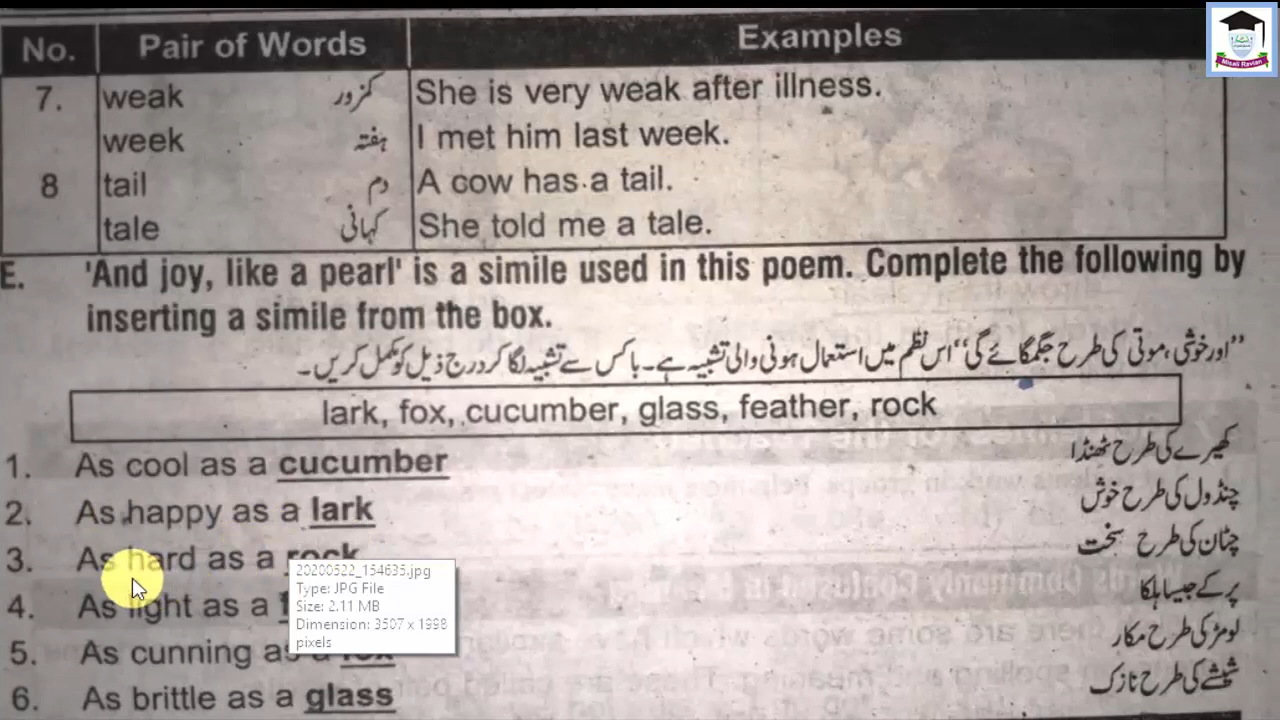 No. Pair of Words Examples
7. weak کمزور She is very weak after illness.
week ہفتہ I met him last week.
8 tail دم A cow has a tail.
tale کہانی She told me a tale.
E. 'And joy, like a pearl' is a simile used in this poem. Complete the following by
inserting a simile from the box.
"اور خوشی، موتی کی طرح جگمگائے گی" اس نظم میں استعمال ہونی والی تشبیہ ہے۔ باکس سے تشبیہ لگا کر درج ذیل کو مکمل کریں۔
lark, fox, cucumber, glass, feather, rock
1. As cool as a cucumber کھیرے کی طرح ٹھنڈا
2. As happy as a lark چنڈول کی طرح خوش
3. As hard as a rock چٹان کی طرح سخت
4. As light as a پر کے جیسا ہلکا
5. As cunning as a fox لومڑ کی طرح مکار
6. As brittle as a glass شیشے کی طرح نازک
20200522_154635.jpg
Type: JPG File
Size: 2.11 MB
Dimension: 3507 x 1998
pixels
Misali Ravian